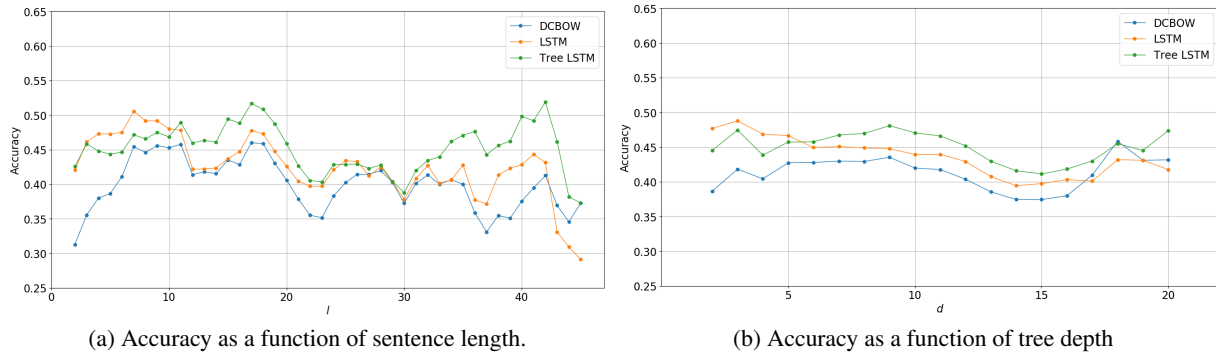 0.65
0.60
0.55
0.50
0.45
0.40
0.35
0.30
0.25
Accuracy
0
10
20
30
40
l
DCBOW
LSTM
Tree LSTM
(a) Accuracy as a function of sentence length.
0.65
0.60
0.55
0.50
0.45
0.40
0.35
0.30
0.25
Accuracy
5
10
15
20
d
DCBOW
LSTM
Tree LSTM
(b) Accuracy as a function of tree depth